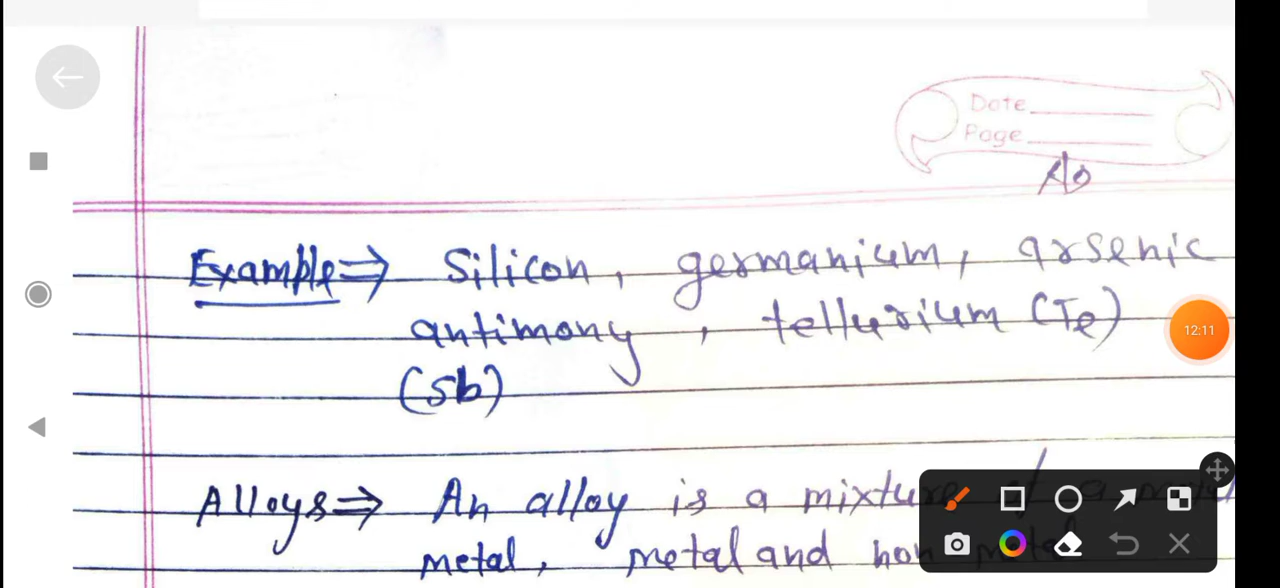 Date
Page
Example ⇒ Silicon, germanium, arsenic
antimony, tellurium (Te)
(Sb)
12:11
Alloys ⇒ An alloy is a mixture
metal, metal and non